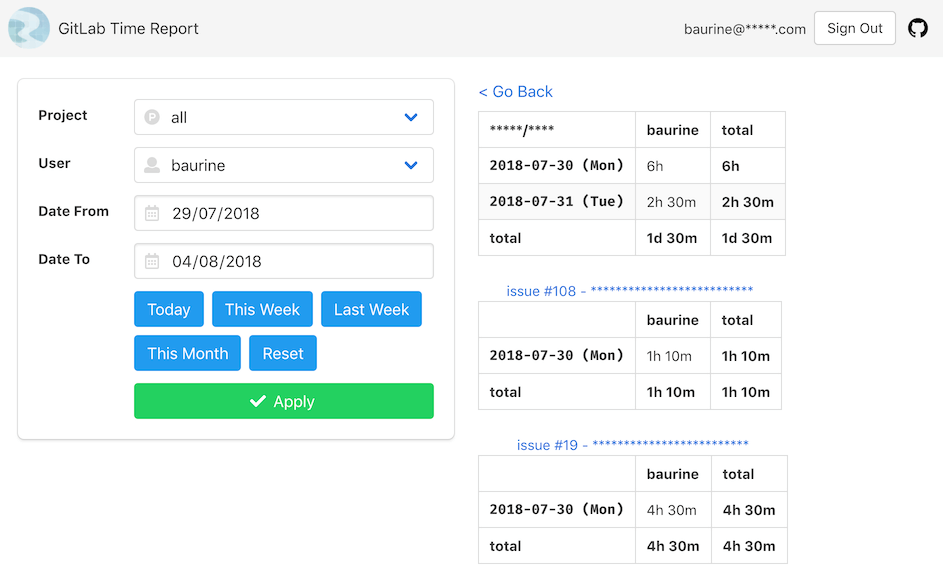 GitLab Time Report
baurine@*****.com
Sign Out
Project
all
User
baurine
Date From
29/07/2018
Date To
04/08/2018
Today This Week Last Week
This Month Reset
Apply
< Go Back
*****/**** baurine total
2018-07-30 (Mon) 6h 6h
2018-07-31 (Tue) 2h 30m 2h 30m
total 1d 30m 1d 30m
issue #108 - **************************
baurine total
2018-07-30 (Mon) 1h 10m 1h 10m
total 1h 10m 1h 10m
issue #19 - *************************
baurine total
2018-07-30 (Mon) 4h 30m 4h 30m
total 4h 30m 4h 30m